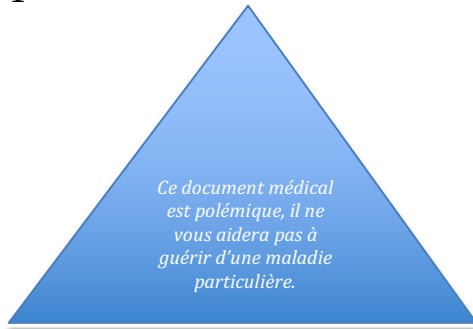 Ce document médical
est polémique, il ne
vous aidera pas à
guérir d'une maladie
particulière.